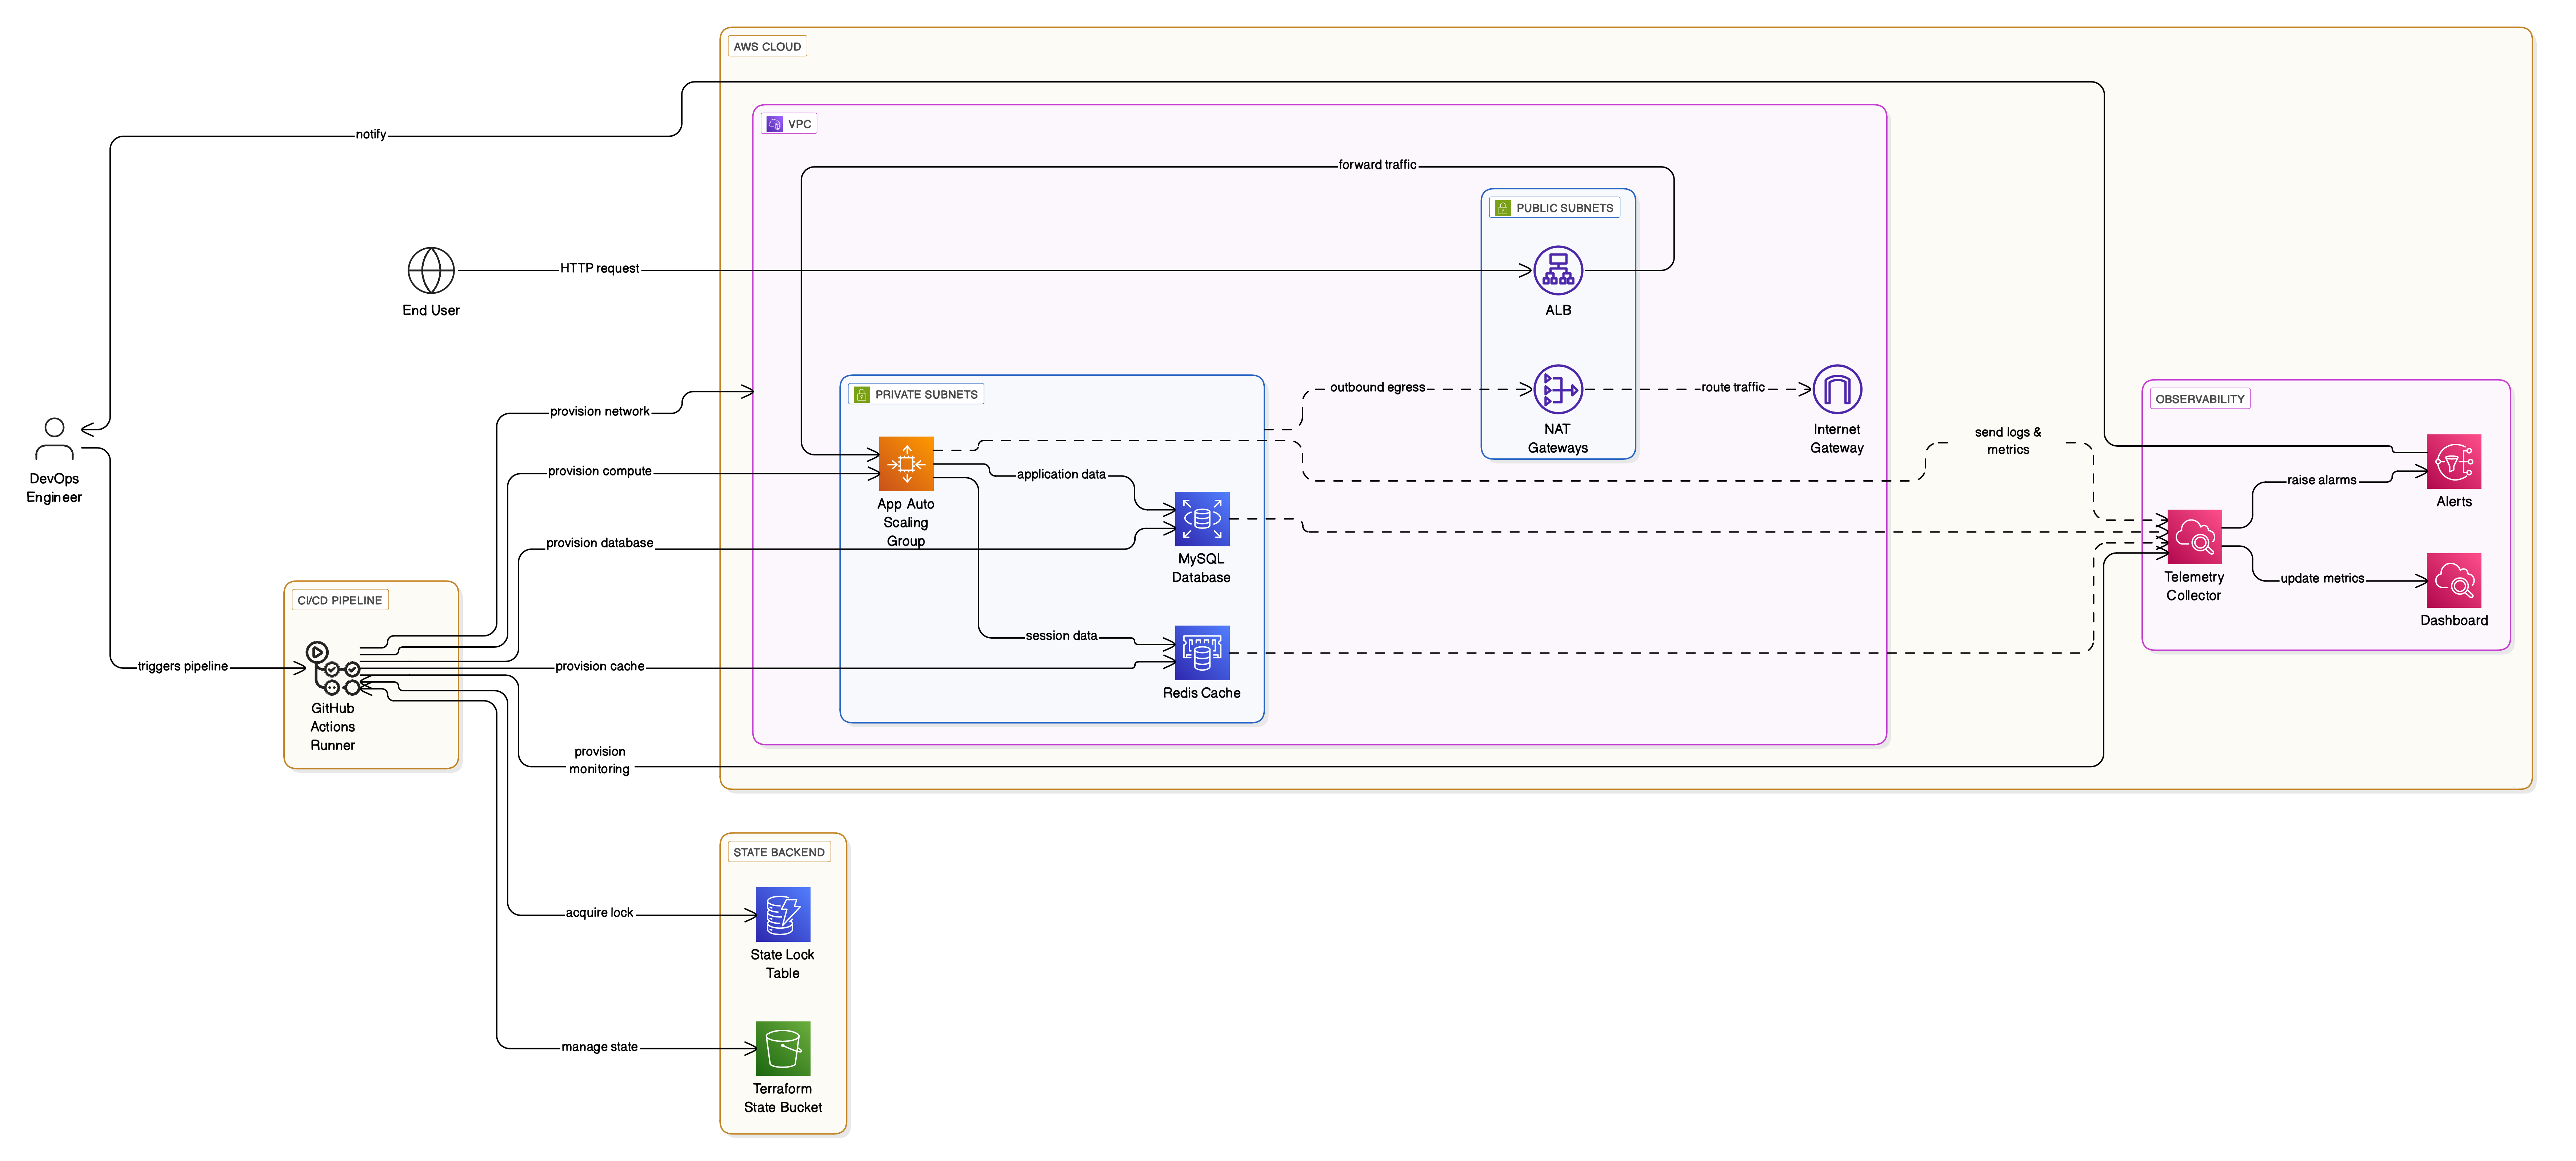 AWS CLOUD
notify
VPC
forward traffic
PUBLIC SUBNETS
HTTP request
End User
ALB
PRIVATE SUBNETS
outbound egress
route traffic
NAT
Gateways
Internet
Gateway
OBSERVABILITY
provision network
send logs &
metrics
DevOps
Engineer
provision compute
application data
App Auto
Scaling
Group
raise alarms
Alerts
provision database
MySQL
Database
Telemetry
Collector
update metrics
Dashboard
CI/CD PIPELINE
triggers pipeline
session data
provision cache
Redis Cache
GitHub
Actions
Runner
provision
monitoring
STATE BACKEND
acquire lock
State Lock
Table
manage state
Terraform
State Bucket